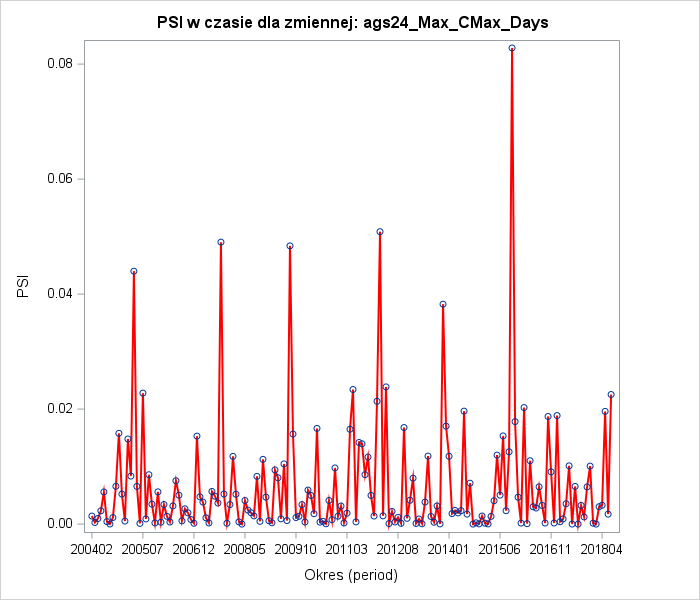 PSI w czasie dla zmiennej: ags24_Max_CMax_Days
0.08
0.06
0.04
0.02
0.00
PSI
200402 200507 200612 200805 200910 201103 201208 201401 201506 201611 201804
Okres (period)